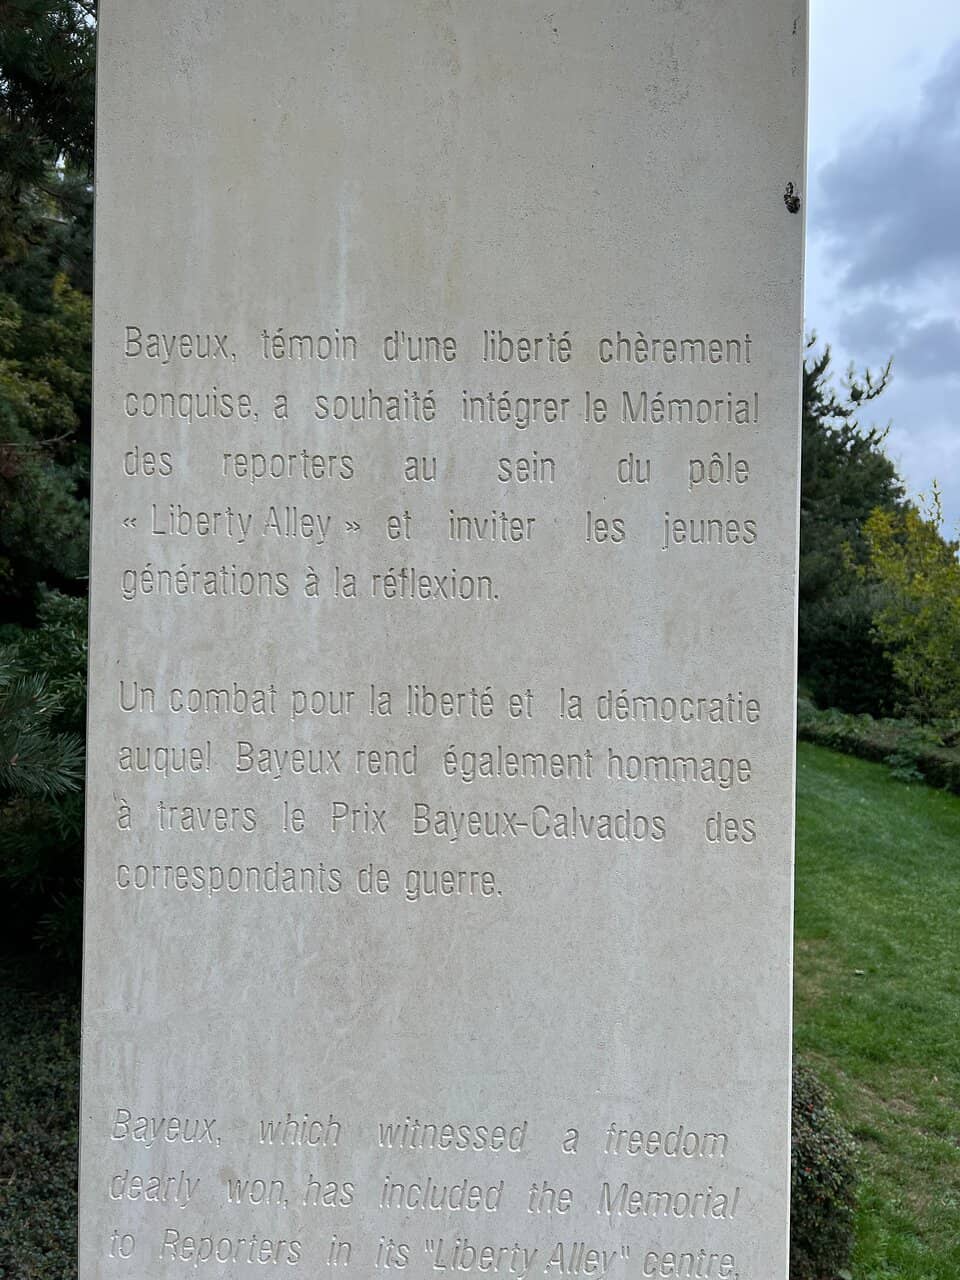 Bayeux, témoin d'une liberté chèrement
conquise, a souhaité intégrer le Mémorial
des reporters au sein du pôle
« Liberty Alley » et inviter les jeunes
générations à la réflexion.
Un combat pour la liberté et la démocratie
auquel Bayeux rend également hommage
à travers le Prix Bayeux-Calvados des
correspondants de guerre.
Bayeux, which witnessed a freedom
dearly won, has included the Memorial
to Reporters in its "Liberty Alley" centre,